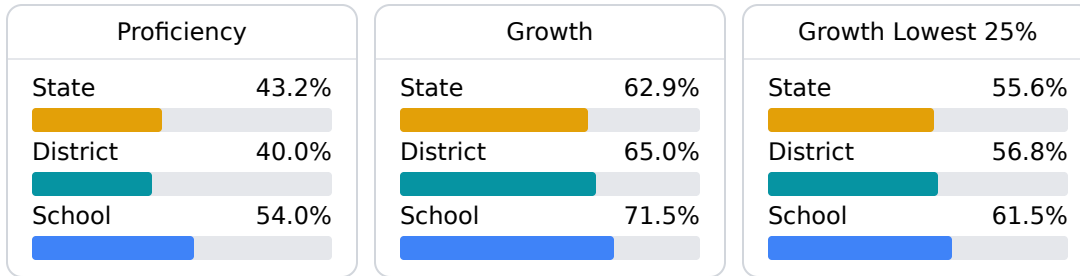 Proficiency
State 43.2%
District 40.0%
School 54.0%
Growth
State 62.9%
District 65.0%
School 71.5%
Growth Lowest 25%
State 55.6%
District 56.8%
School 61.5%